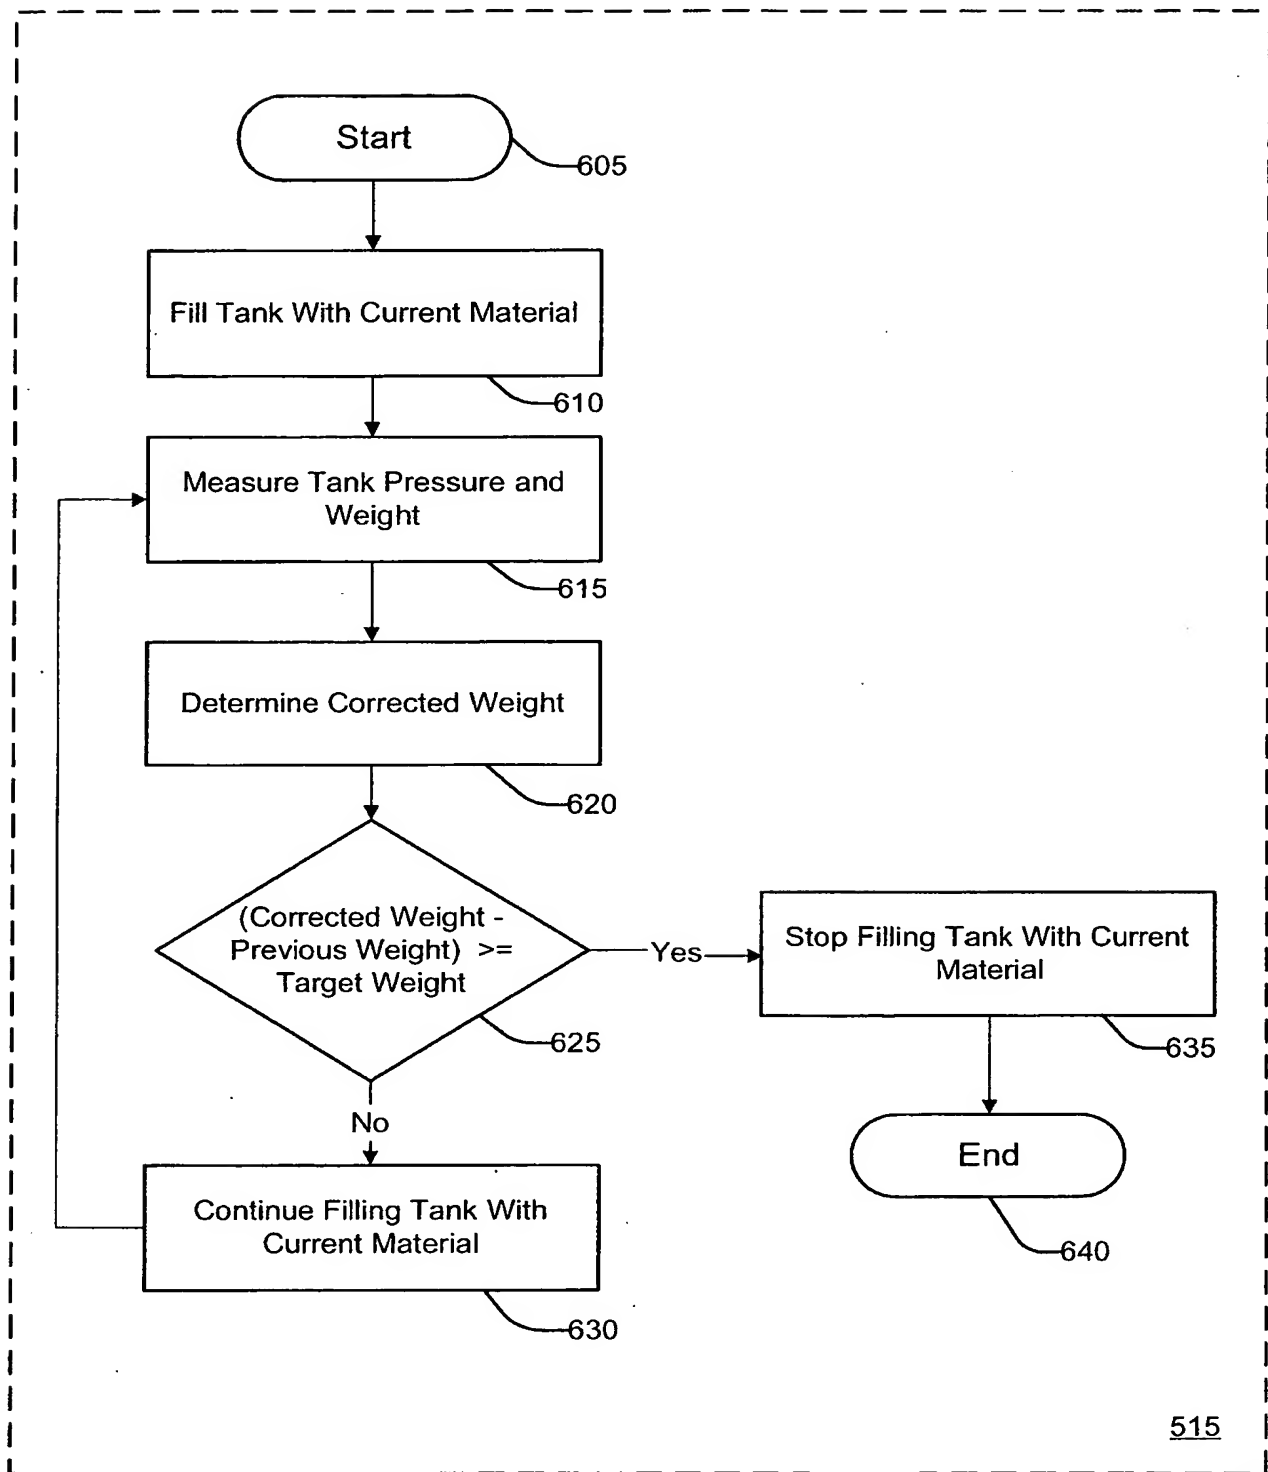 Start
605
Fill Tank With Current Material
610
Measure Tank Pressure and
Weight
615
Determine Corrected Weight
620
(Corrected Weight -
Previous Weight) >=
Target Weight
625
Yes
Stop Filling Tank With Current
Material
635
No
End
640
Continue Filling Tank With
Current Material
630
515